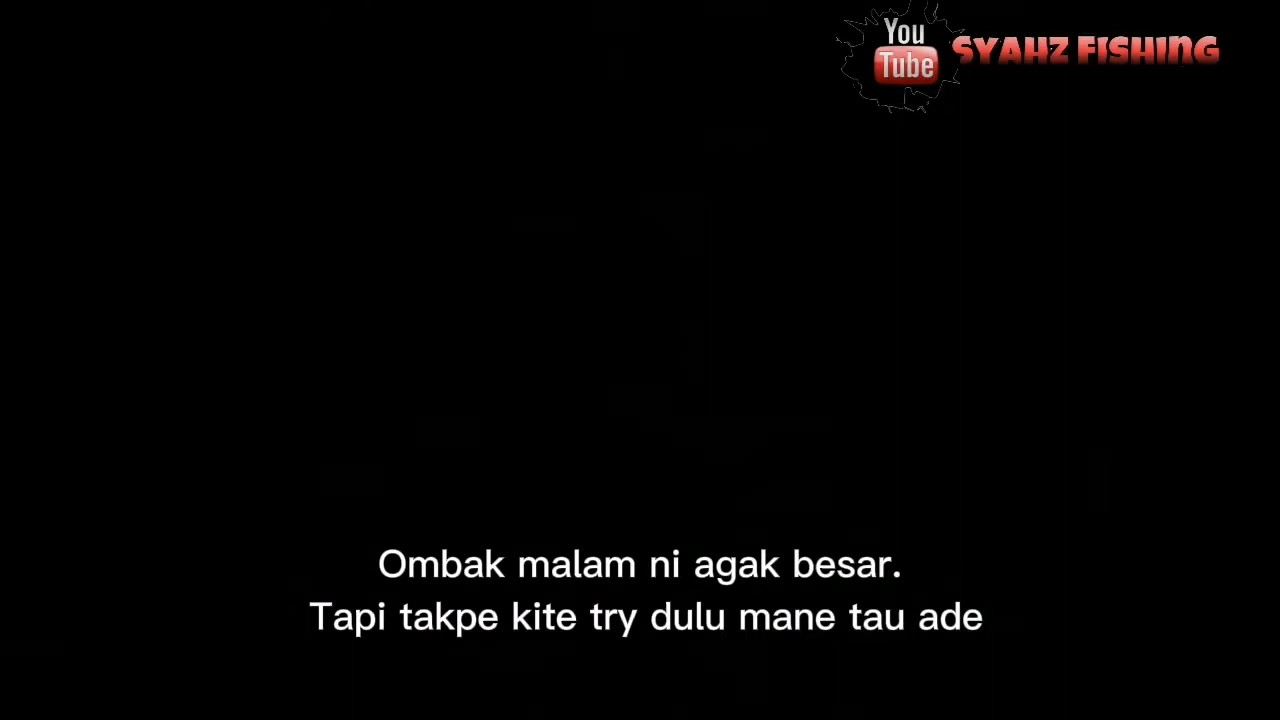 You
Tube
SYAHZ FISHING
Ombak malam ni agak besar.
Tapi takpe kite try dulu mane tau ade